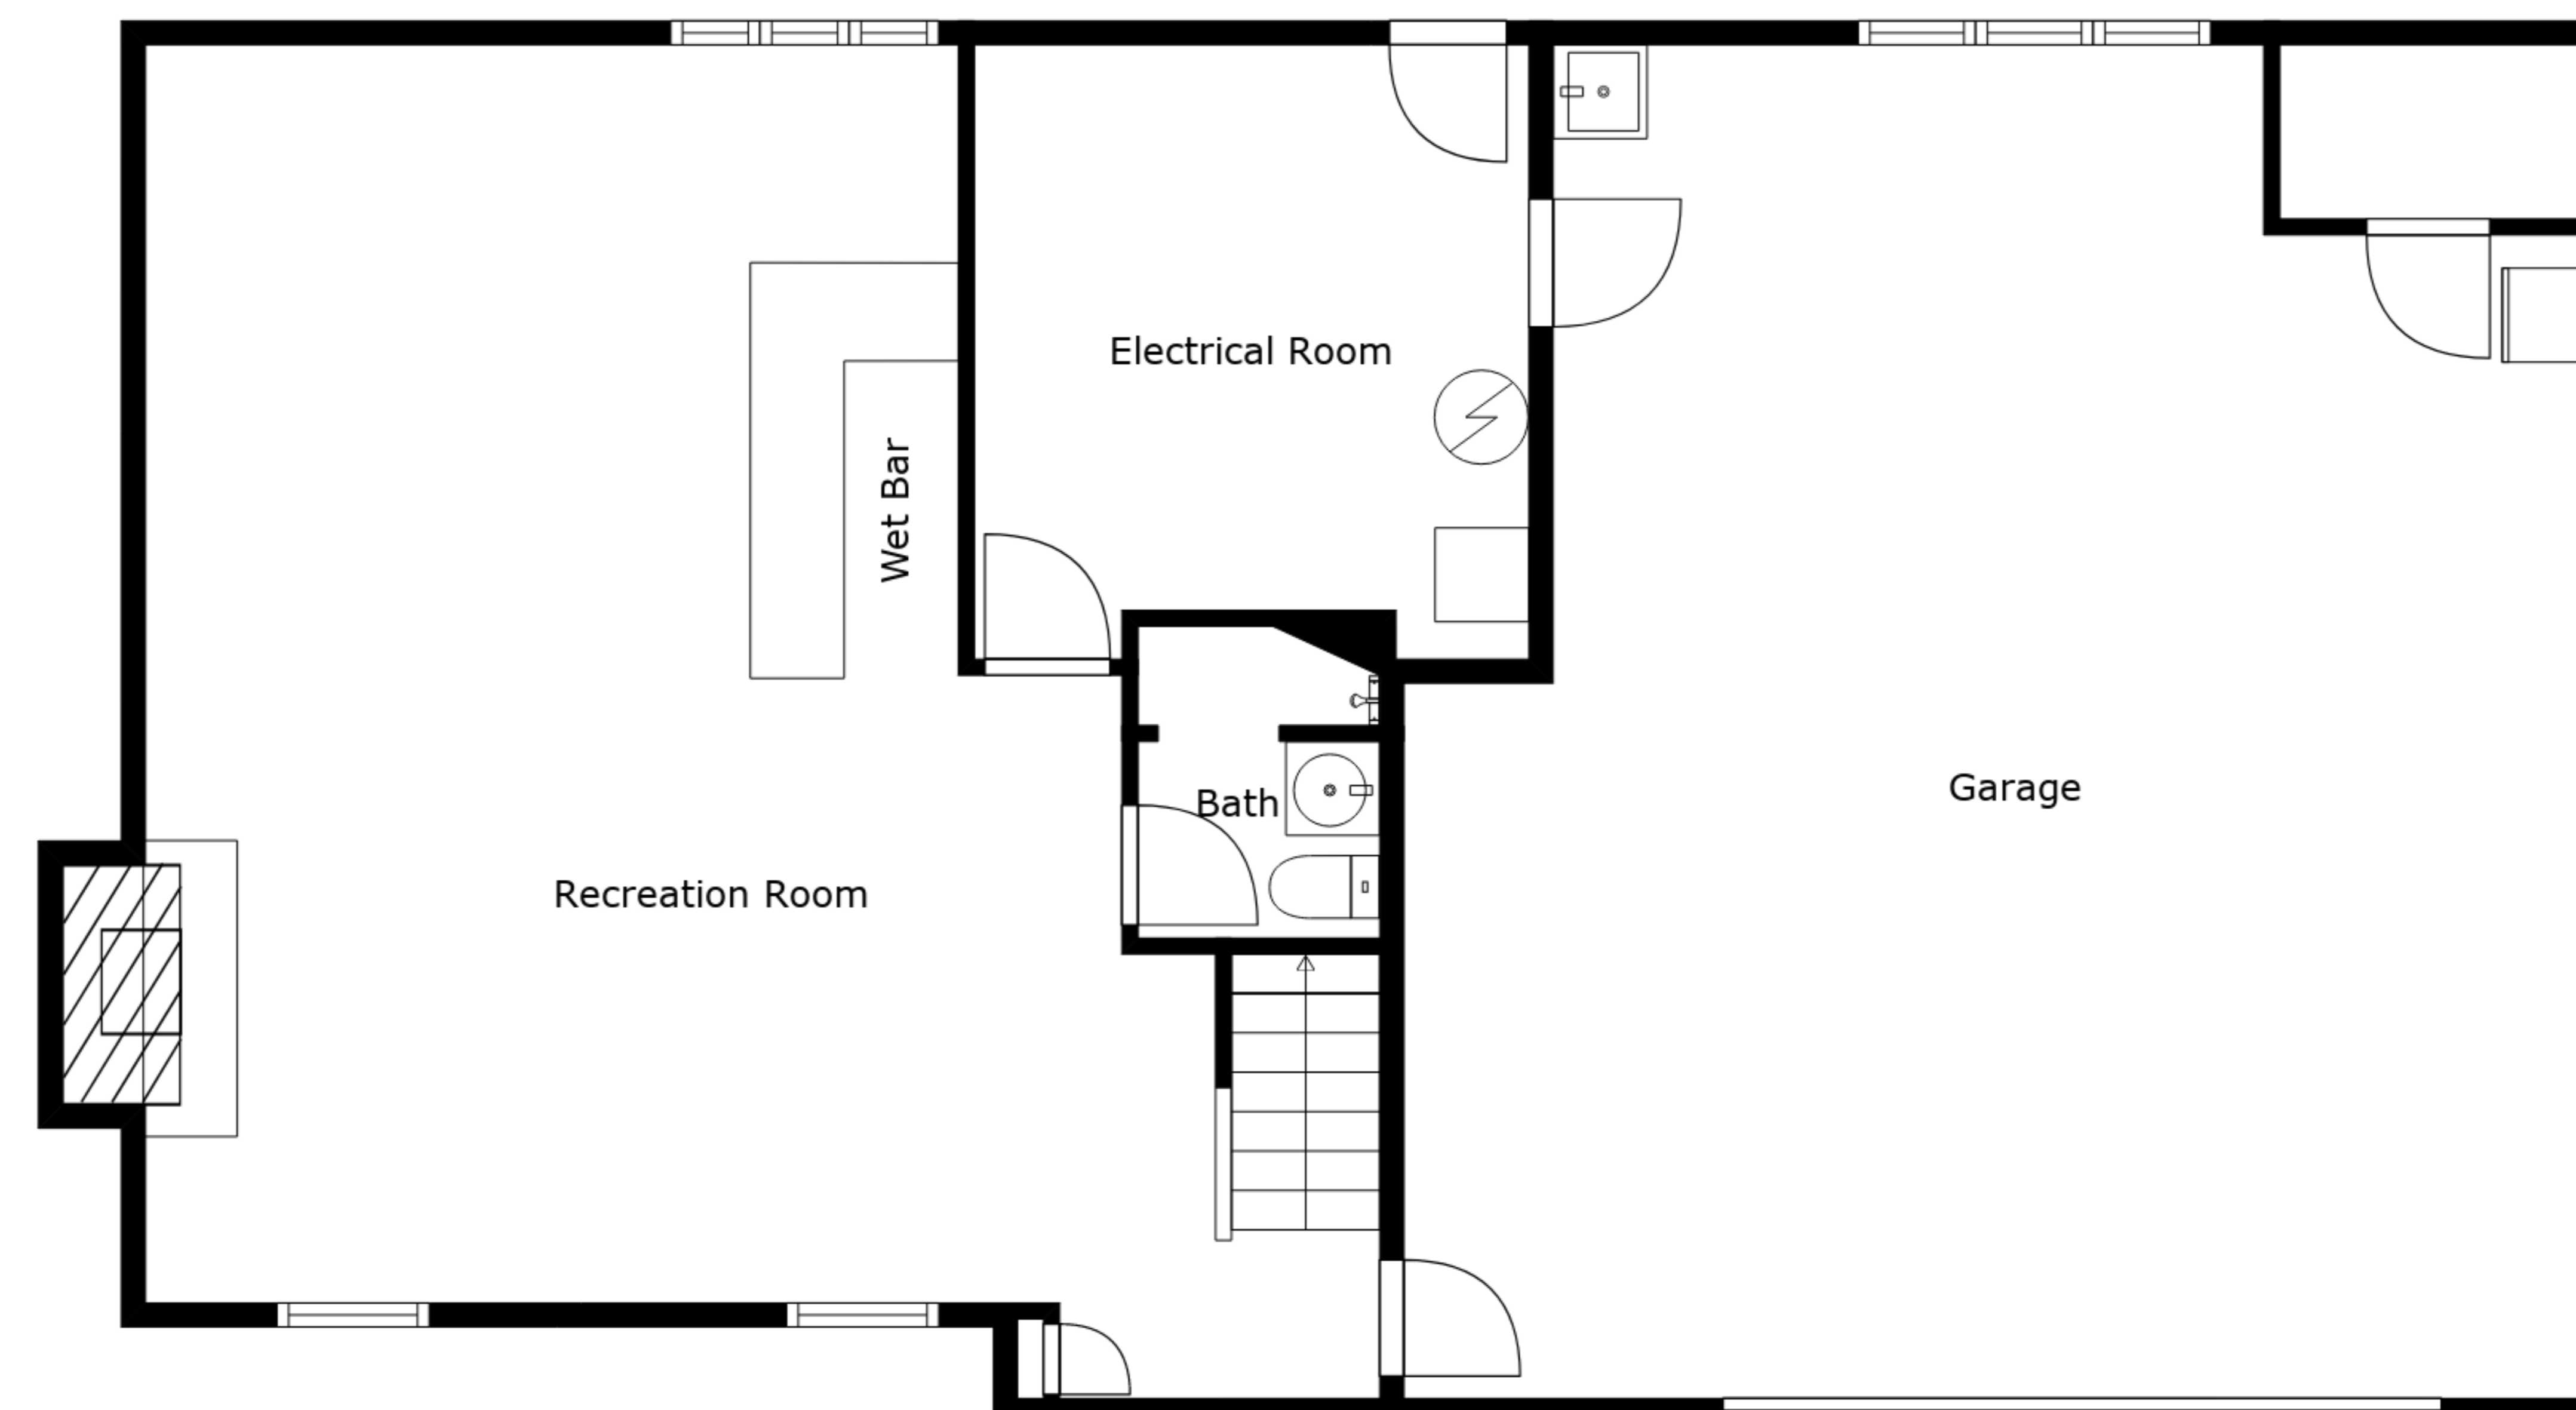 Electrical Room
Wet Bar
Bath
Garage
Recreation Room